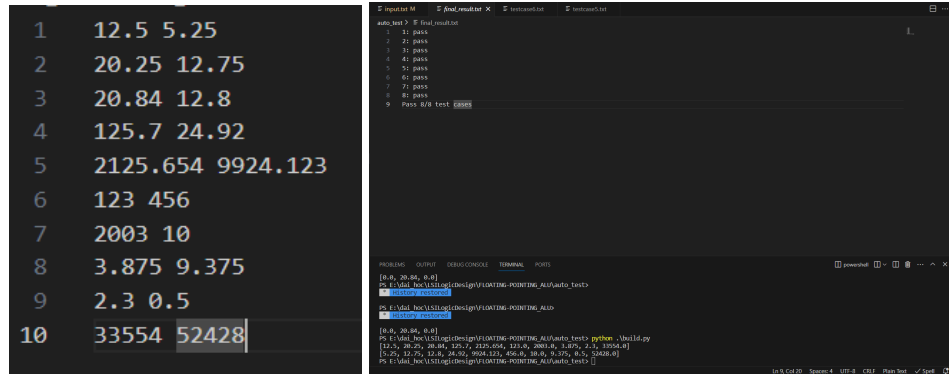 1 12.5 5.25
2 20.25 12.75
3 20.84 12.8
4 125.7 24.92
5 2125.654 9924.123
6 123 456
7 2003 10
8 3.875 9.375
9 2.3 0.5
10 33554 52428
input.txt M final_result.txt × testcase6.txt testcase5.txt
auto_test > final_result.txt
1 1: pass
2 2: pass
3 3: pass
4 4: pass
5 5: pass
6 6: pass
7 7: pass
8 8: pass
9 Pass 8/8 test cases
PROBLEMS OUTPUT DEBUG CONSOLE TERMINAL PORTS powershell
[0.0, 20.84, 0.0]
PS E:\dai_hoc\LSILogicDesign\FLOATING-POINTING_ALU\auto_test>
* History restored
PS E:\dai_hoc\LSILogicDesign\FLOATING-POINTING_ALU>
* History restored
[0.0, 20.84, 0.0]
PS E:\dai_hoc\LSILogicDesign\FLOATING-POINTING_ALU\auto_test> python .\build.py
[12.5, 20.25, 20.84, 125.7, 2125.654, 123.0, 2003.0, 3.875, 2.3, 33554.0]
[5.25, 12.75, 12.8, 24.92, 9924.123, 456.0, 10.0, 9.375, 0.5, 52428.0]
PS E:\dai_hoc\LSILogicDesign\FLOATING-POINTING_ALU\auto_test>
Ln 9, Col 20 Spaces: 4 UTF-8 CRLF Plain Text Spell